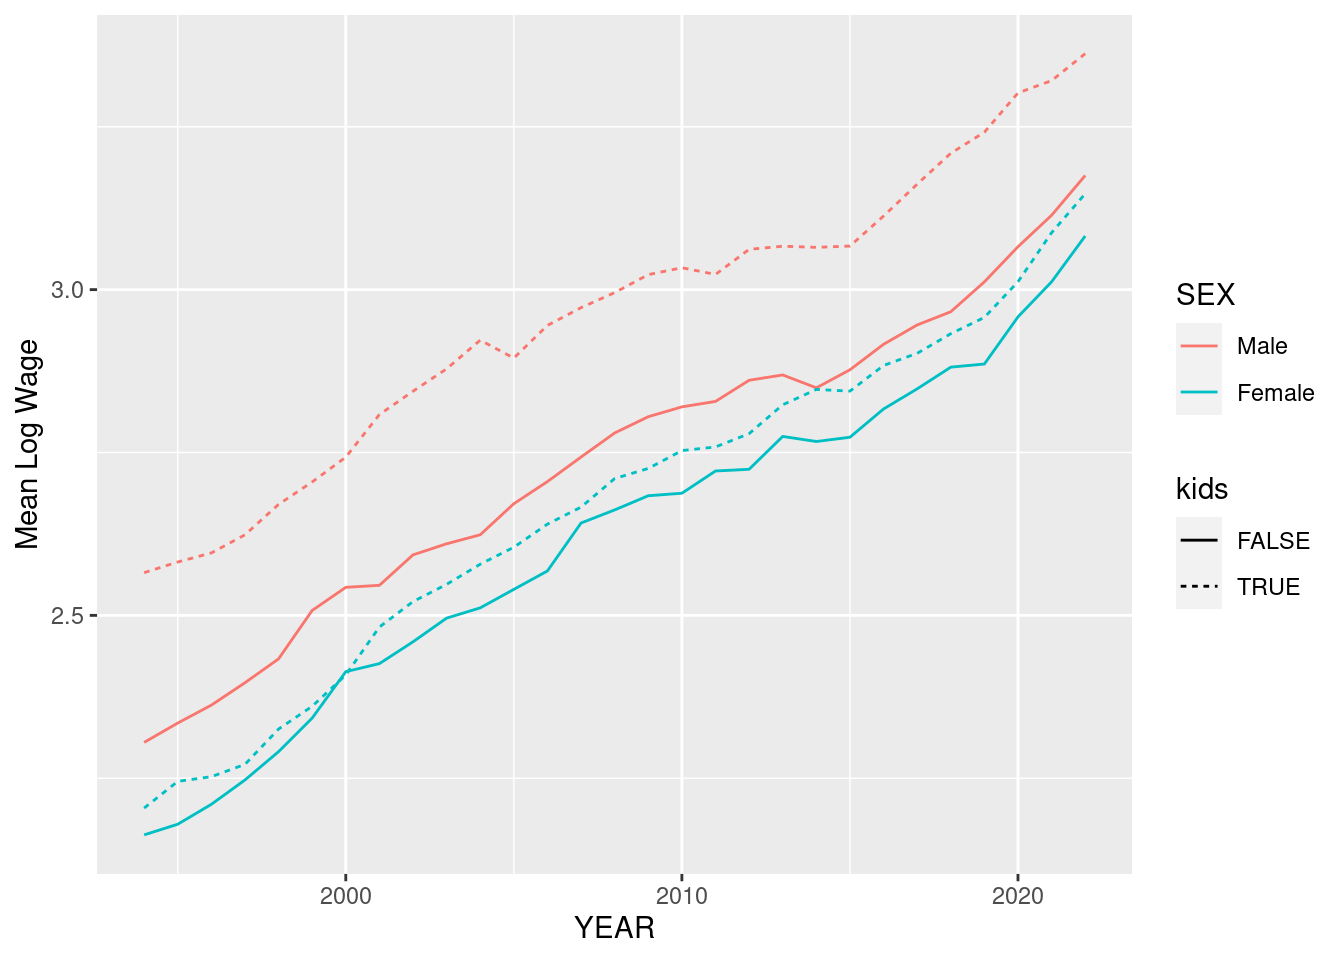 Mean Log Wage
3.0
2.5
2000
2010
2020
YEAR
SEX
Male
Female
kids
FALSE
TRUE